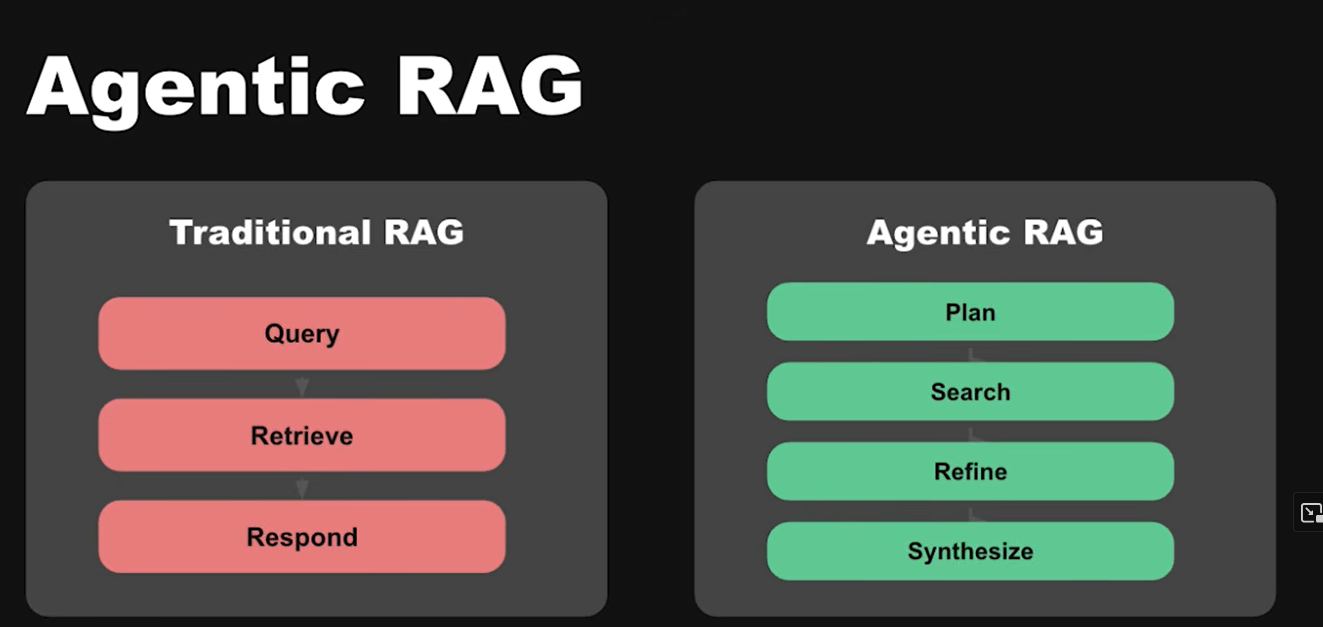 Agentic RAG
Traditional RAG
Query
Retrieve
Respond
Agentic RAG
Plan
Search
Refine
Synthesize